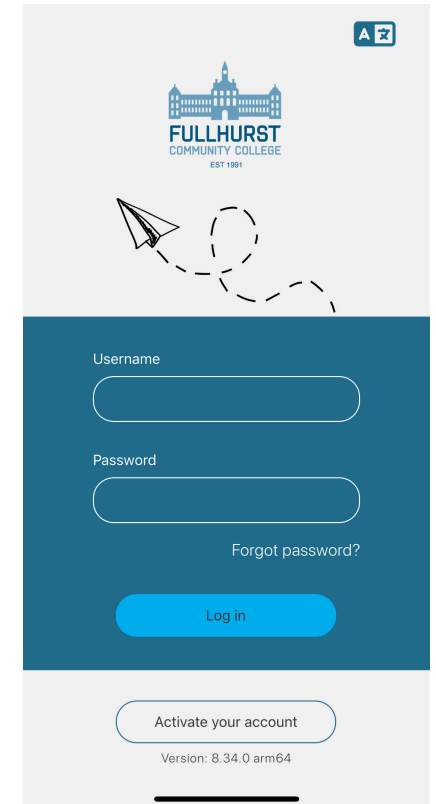 A 文
FULLHURST
COMMUNITY COLLEGE
EST 1991
Username
Password
Forgot password?
Log in
Activate your account
Version: 8.34.0 arm64